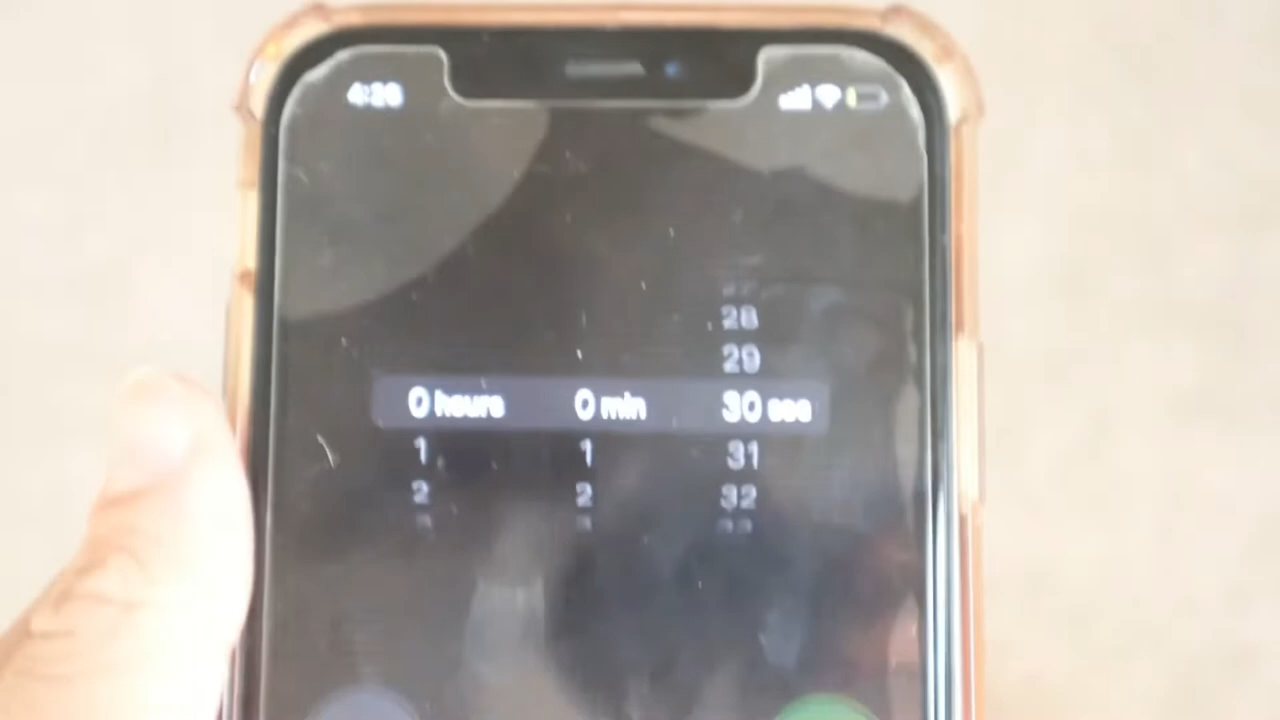 4:26
28
29
0 hours 0 min 30 sec
1 1 31
2 2 32